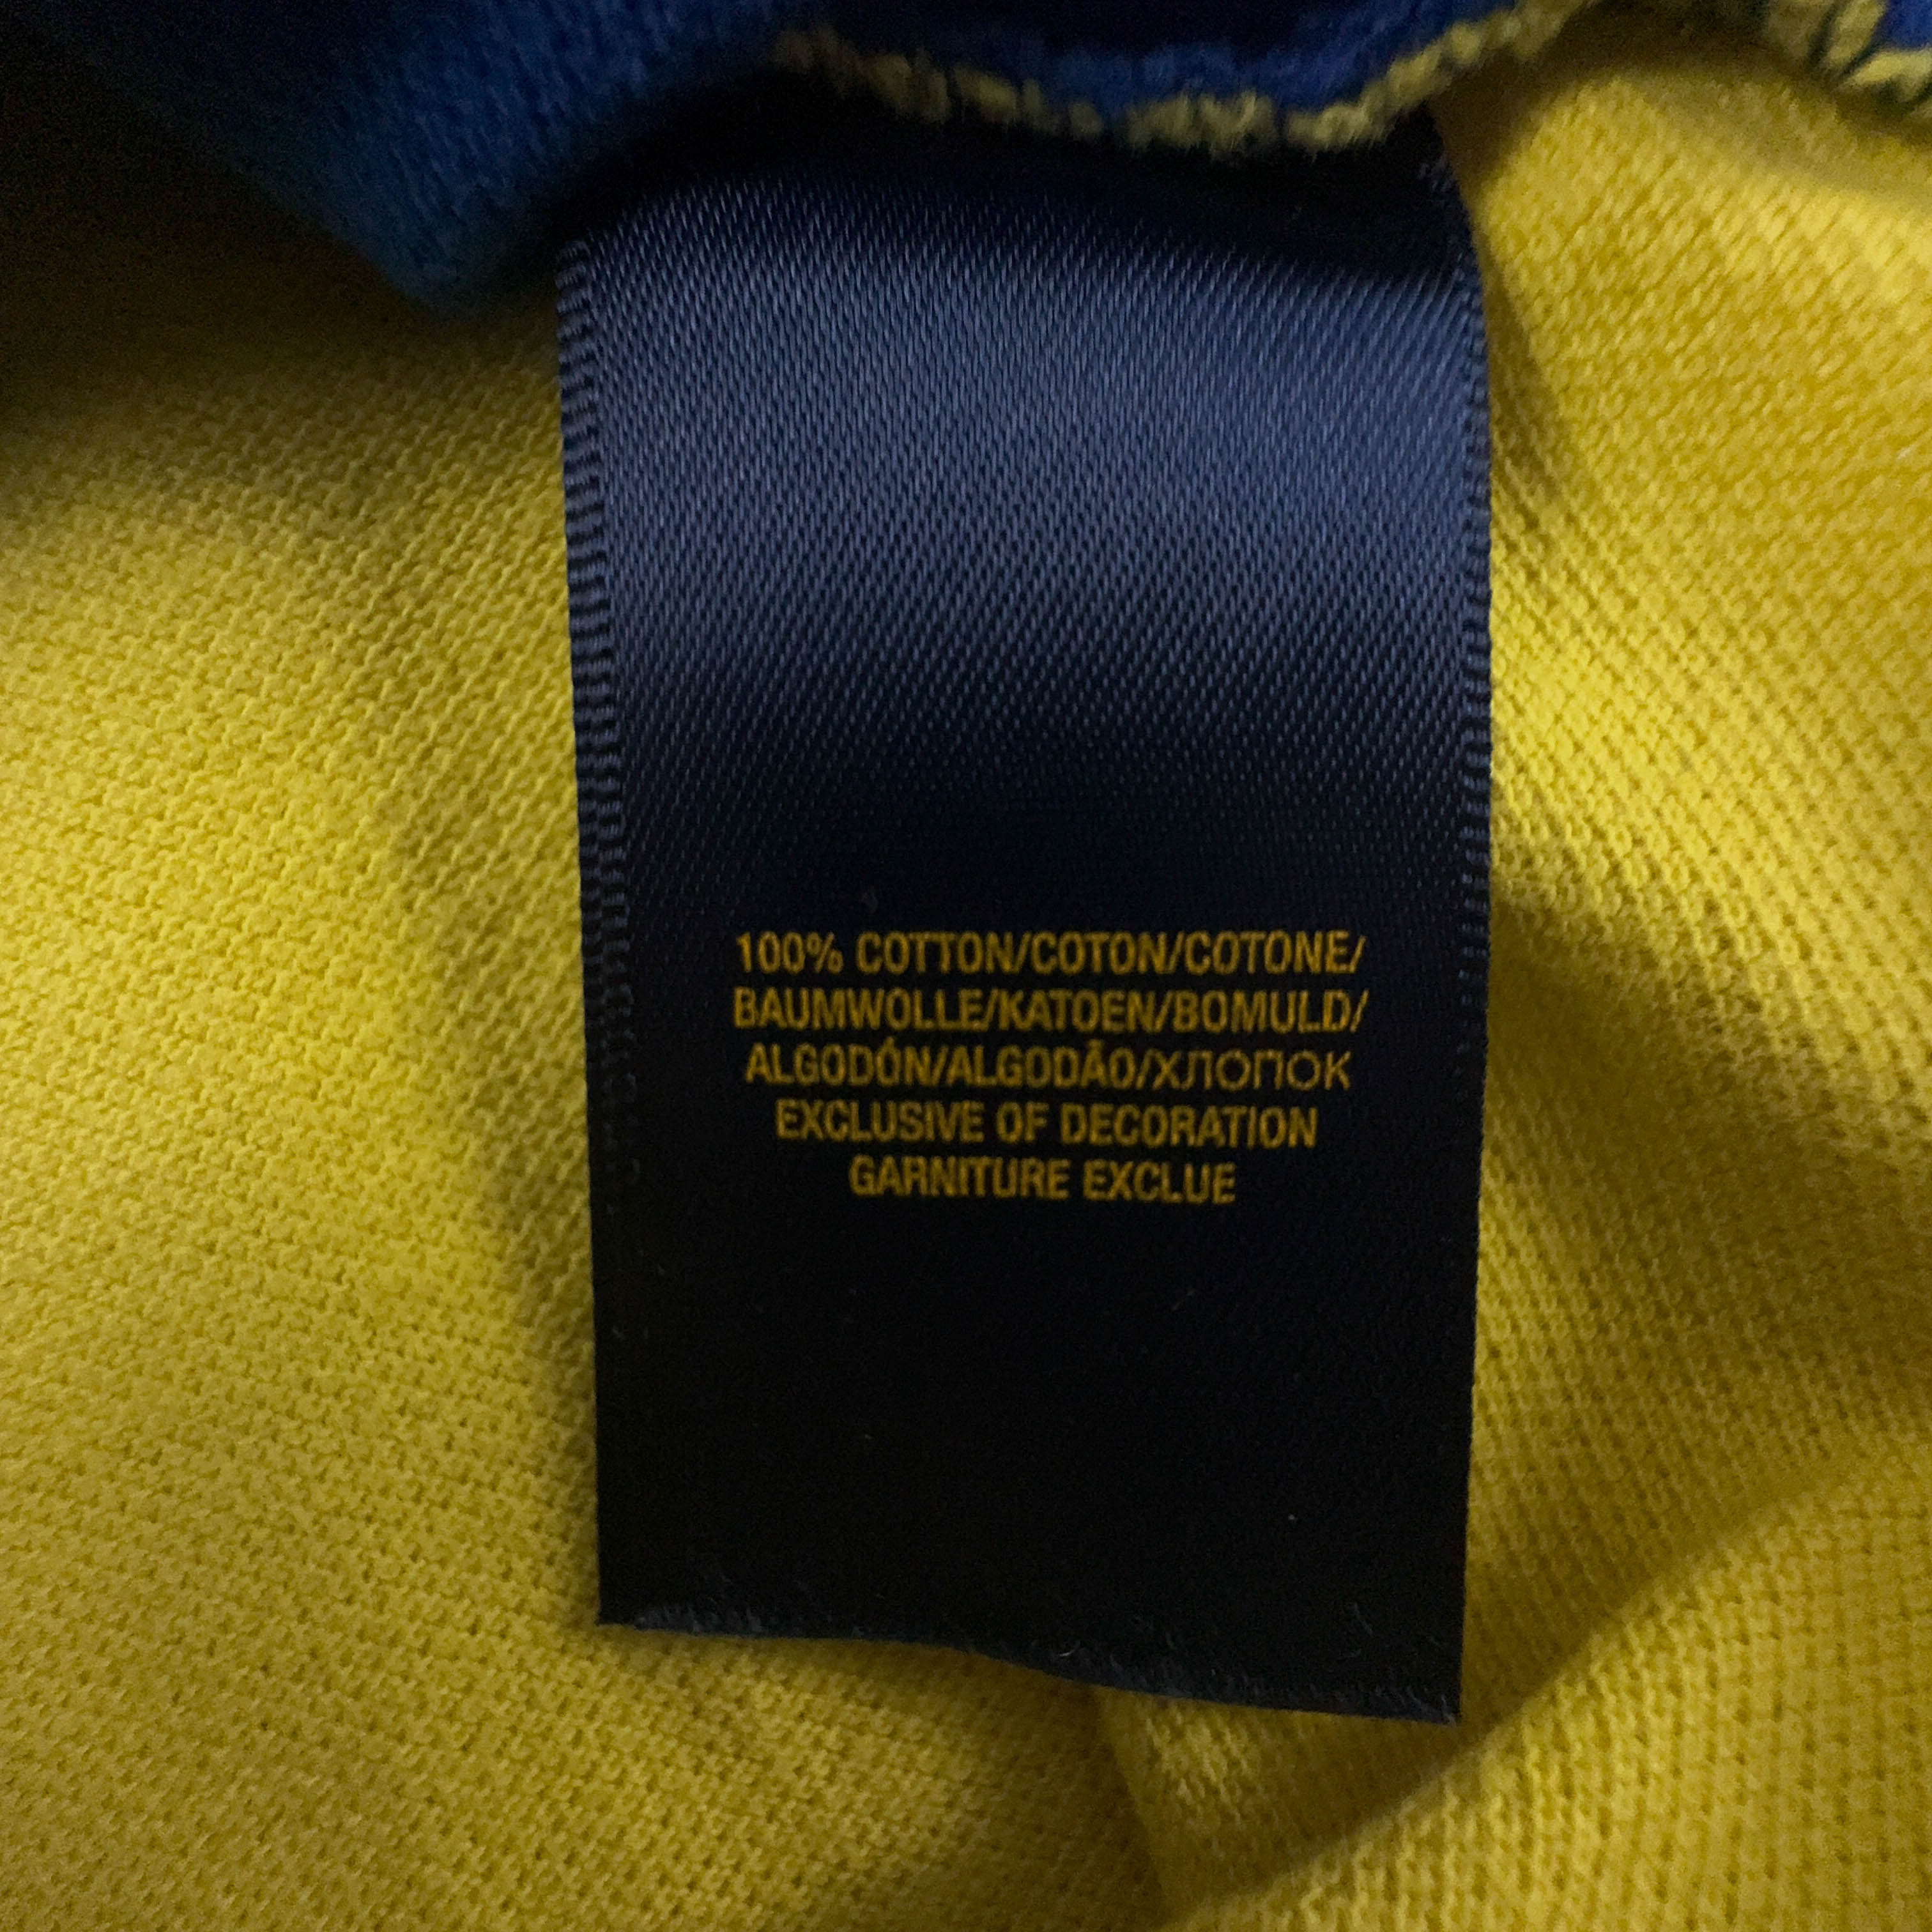 100% COTTON/COTON/COTONE/
BAUMWOLLE/KATOEN/BOMULD/
ALGODÓN/ALGODÃO/ХЛОПОК
EXCLUSIVE OF DECORATION
GARNITURE EXCLUE